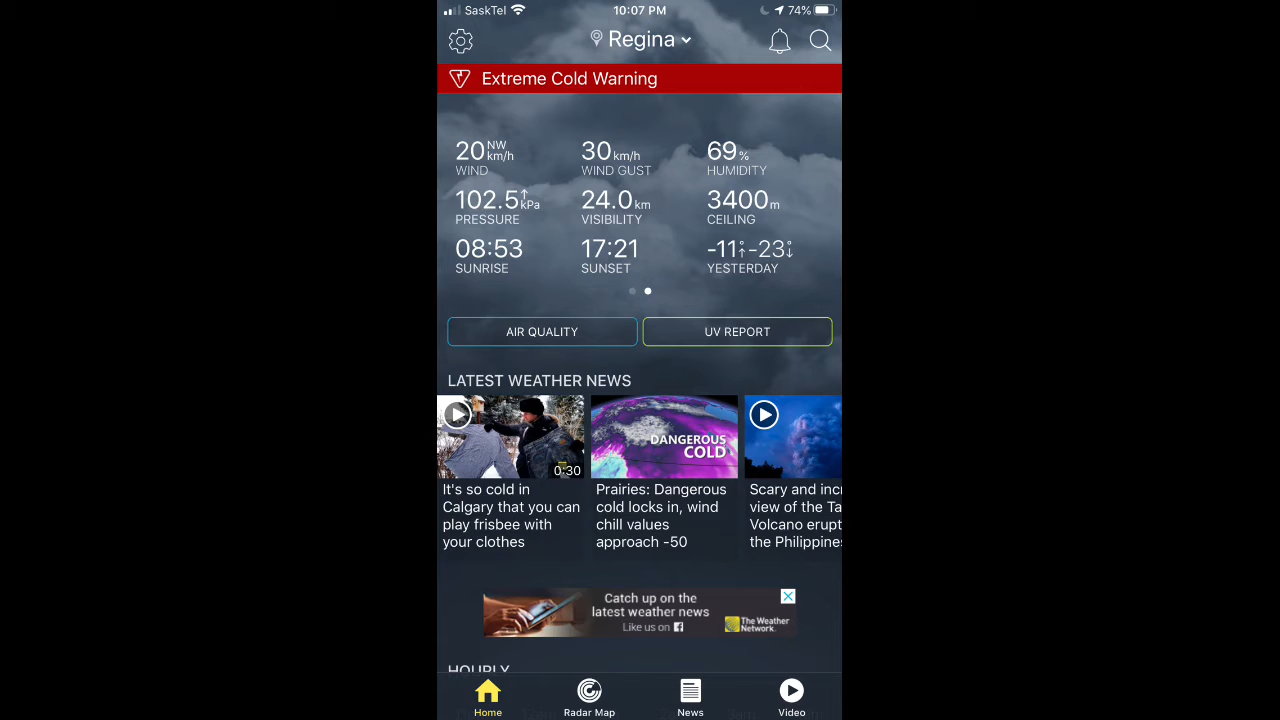 SaskTel 10:07 PM 74%
Regina
Extreme Cold Warning
20 NW km/h 30 km/h 69 %
WIND WIND GUST HUMIDITY
102.5↑ kPa 24.0 km 3400 m
PRESSURE VISIBILITY CEILING
08:53 17:21 -11°↑ -23°↓
SUNRISE SUNSET YESTERDAY
AIR QUALITY UV REPORT
LATEST WEATHER NEWS
DANGEROUS
COLD
0:30
It's so cold in
Calgary that you can
play frisbee with
your clothes
Prairies: Dangerous
cold locks in, wind
chill values
approach -50
Scary and incr
view of the Ta
Volcano erupt
the Philippines
Catch up on the
latest weather news
Like us on
The Weather
Network
HOURLY
Home Radar Map News Video